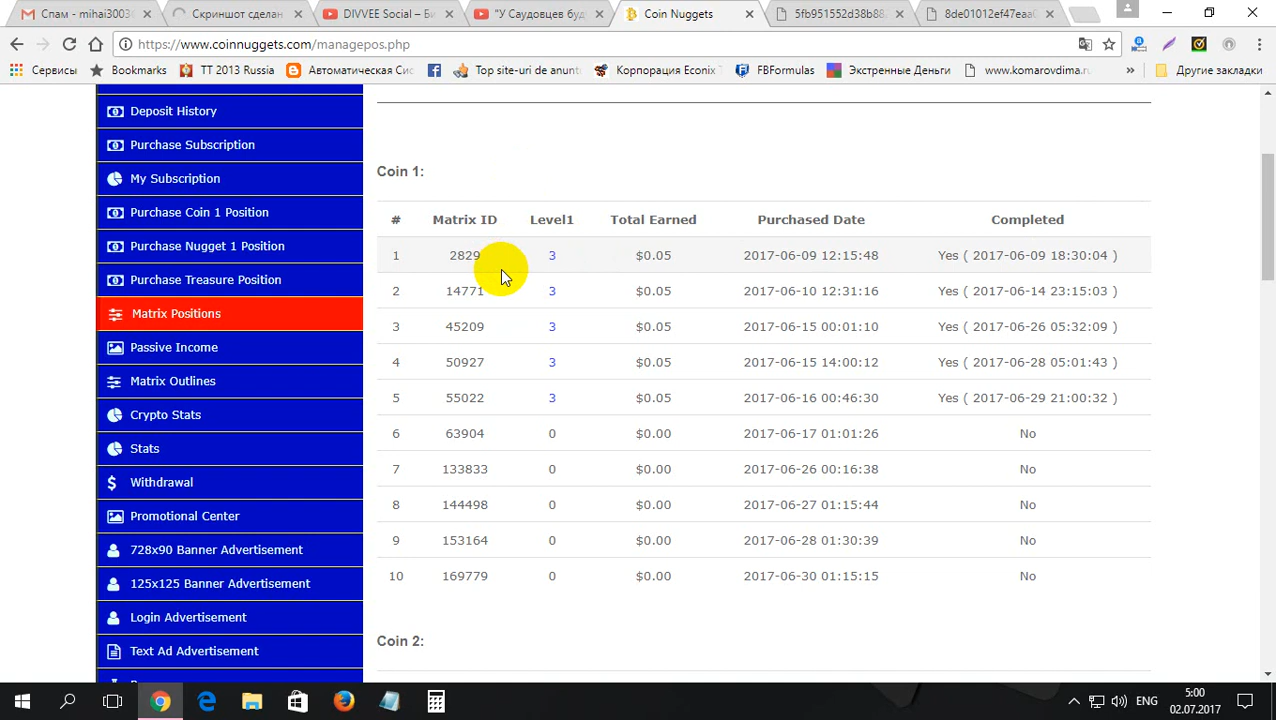 Спам - mihai3003
Скриншот сделан
DIVVEE Social – Б
"У Саудовцев буд
Coin Nuggets
5fb951552d38b88
8de01012ef47eaa
https://www.coinnuggets.com/managepos.php
Сервисы
Bookmarks
TT 2013 Russia
Автоматическая Сис
Top site-uri de anunt
Корпорация Econix
FBFormulas
Экстренные Деньги
www.komarovdima.r
Другие закладки
Deposit History
Purchase Subscription
My Subscription
Purchase Coin 1 Position
Purchase Nugget 1 Position
Purchase Treasure Position
Matrix Positions
Passive Income
Matrix Outlines
Crypto Stats
Stats
Withdrawal
Promotional Center
728x90 Banner Advertisement
125x125 Banner Advertisement
Login Advertisement
Text Ad Advertisement
Coin 1:
# Matrix ID Level1 Total Earned Purchased Date Completed
1 2829 3 $0.05 2017-06-09 12:15:48 Yes ( 2017-06-09 18:30:04 )
2 14771 3 $0.05 2017-06-10 12:31:16 Yes ( 2017-06-14 23:15:03 )
3 45209 3 $0.05 2017-06-15 00:01:10 Yes ( 2017-06-26 05:32:09 )
4 50927 3 $0.05 2017-06-15 14:00:12 Yes ( 2017-06-28 05:01:43 )
5 55022 3 $0.05 2017-06-16 00:46:30 Yes ( 2017-06-29 21:00:32 )
6 63904 0 $0.00 2017-06-17 01:01:26 No
7 133833 0 $0.00 2017-06-26 00:16:38 No
8 144498 0 $0.00 2017-06-27 01:15:44 No
9 153164 0 $0.00 2017-06-28 01:30:39 No
10 169779 0 $0.00 2017-06-30 01:15:15 No
Coin 2:
ENG
5:00
02.07.2017